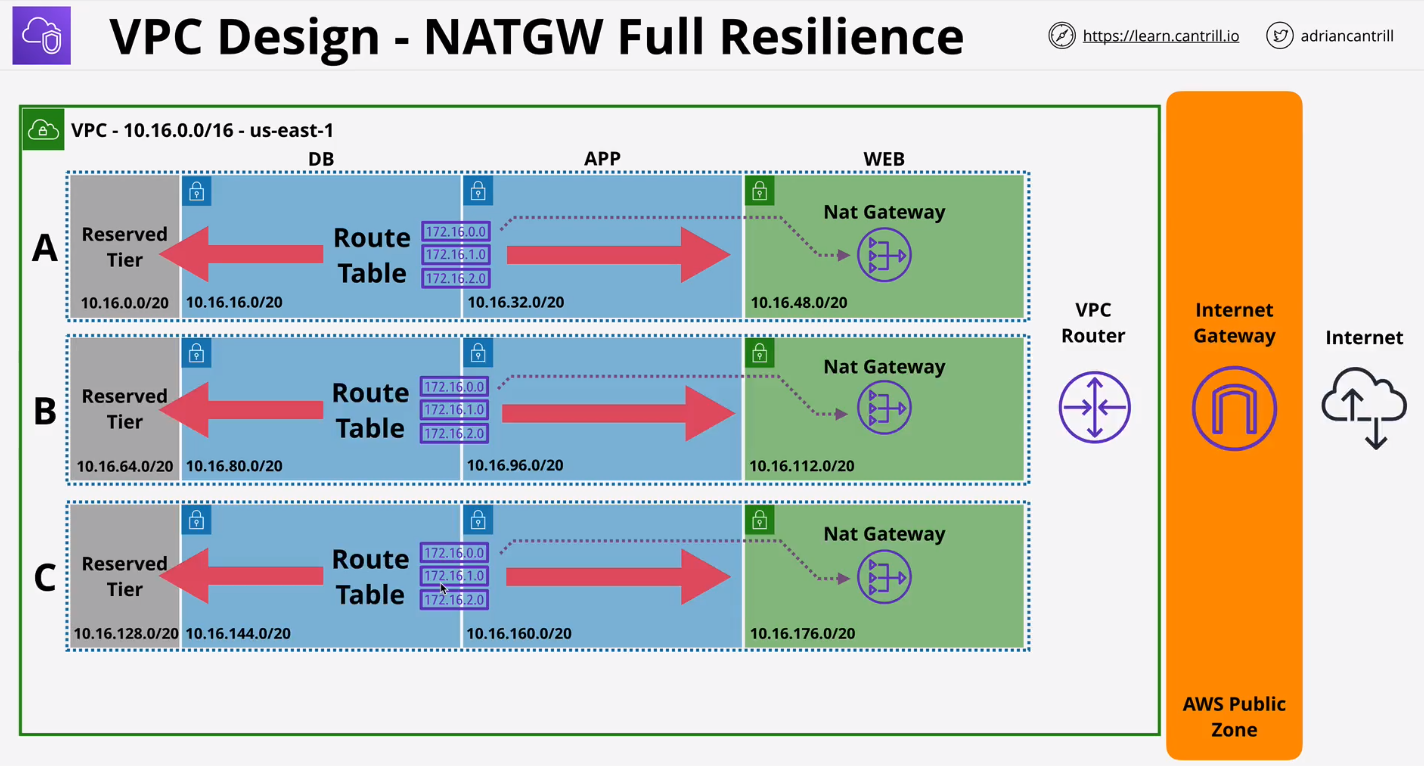 VPC Design - NATGW Full Resilience
https://learn.cantrill.io
adriancantrill
VPC - 10.16.0.0/16 - us-east-1
DB
APP
WEB
A
Reserved
Tier
10.16.0.0/20
Route
Table
172.16.0.0
172.16.1.0
172.16.2.0
10.16.16.0/20
10.16.32.0/20
Nat Gateway
10.16.48.0/20
B
Reserved
Tier
10.16.64.0/20
Route
Table
172.16.0.0
172.16.1.0
172.16.2.0
10.16.80.0/20
10.16.96.0/20
Nat Gateway
10.16.112.0/20
C
Reserved
Tier
10.16.128.0/20
Route
Table
172.16.0.0
172.16.1.0
172.16.2.0
10.16.144.0/20
10.16.160.0/20
Nat Gateway
10.16.176.0/20
VPC
Router
Internet
Gateway
AWS Public
Zone
Internet